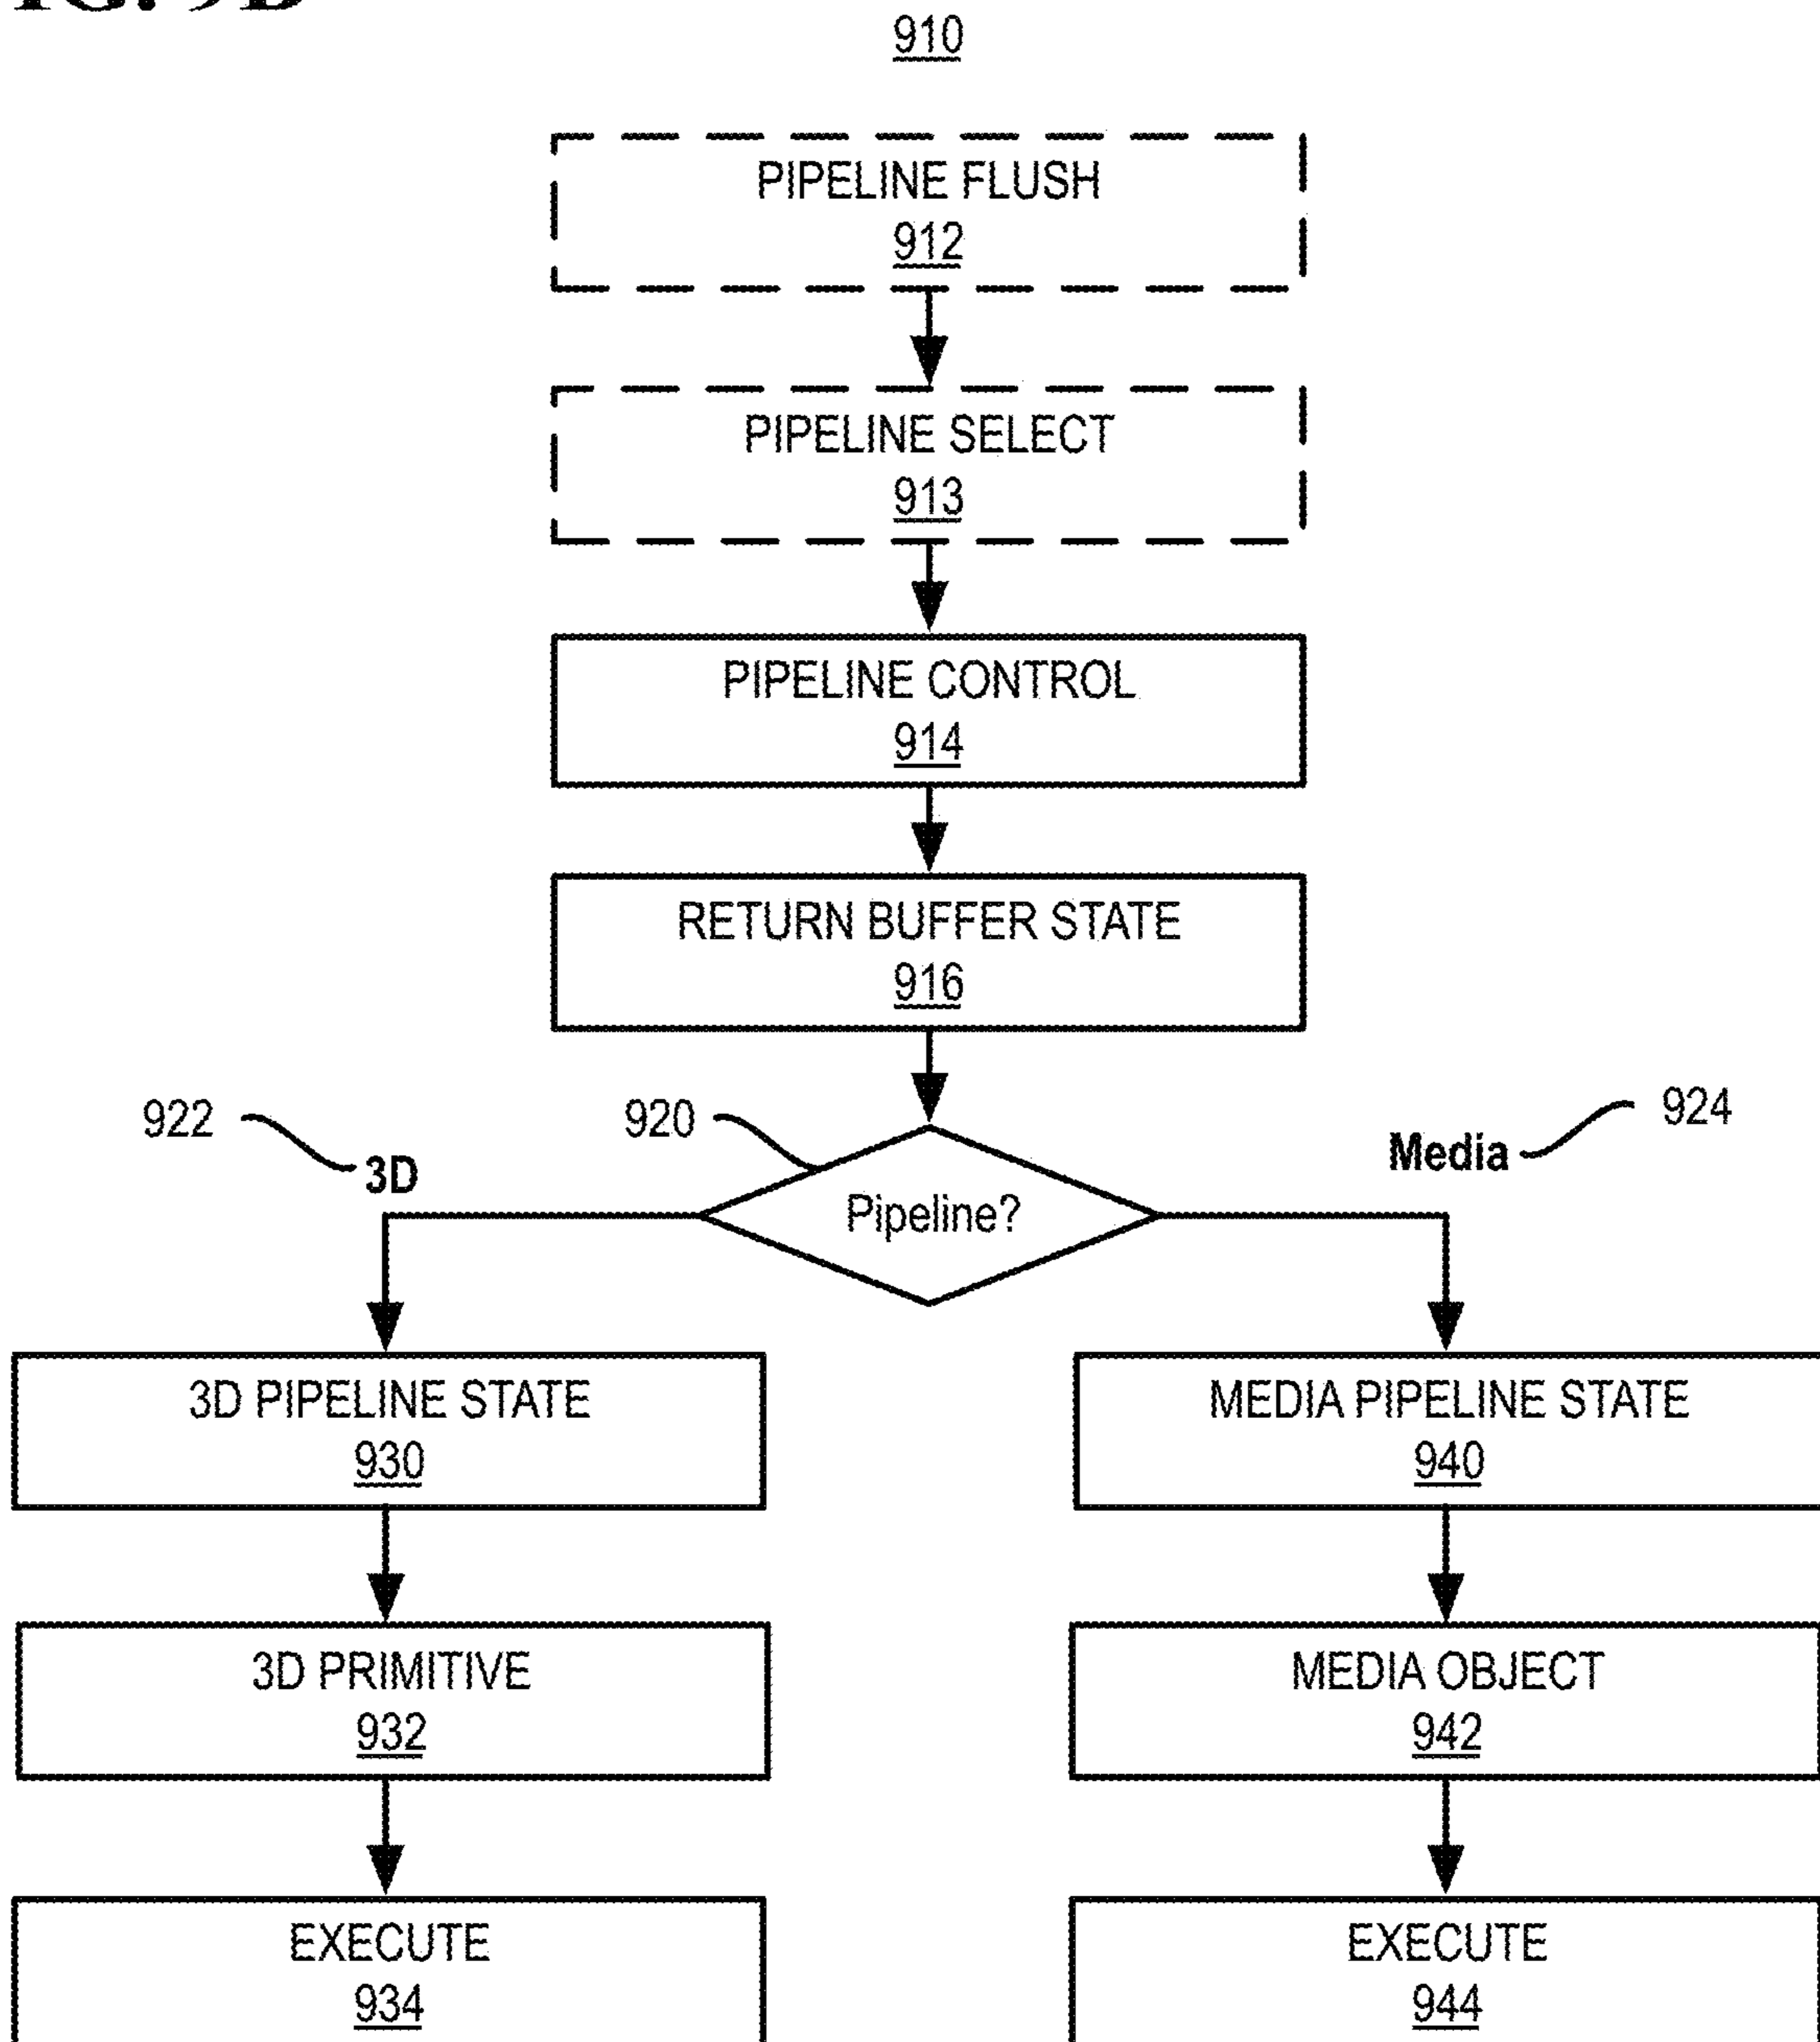 FIG. 9B
910
PIPELINE FLUSH
912
PIPELINE SELECT
913
PIPELINE CONTROL
914
RETURN BUFFER STATE
916
922
920
924
3D
Media
Pipeline?
3D PIPELINE STATE
930
MEDIA PIPELINE STATE
940
3D PRIMITIVE
932
MEDIA OBJECT
942
EXECUTE
934
EXECUTE
944